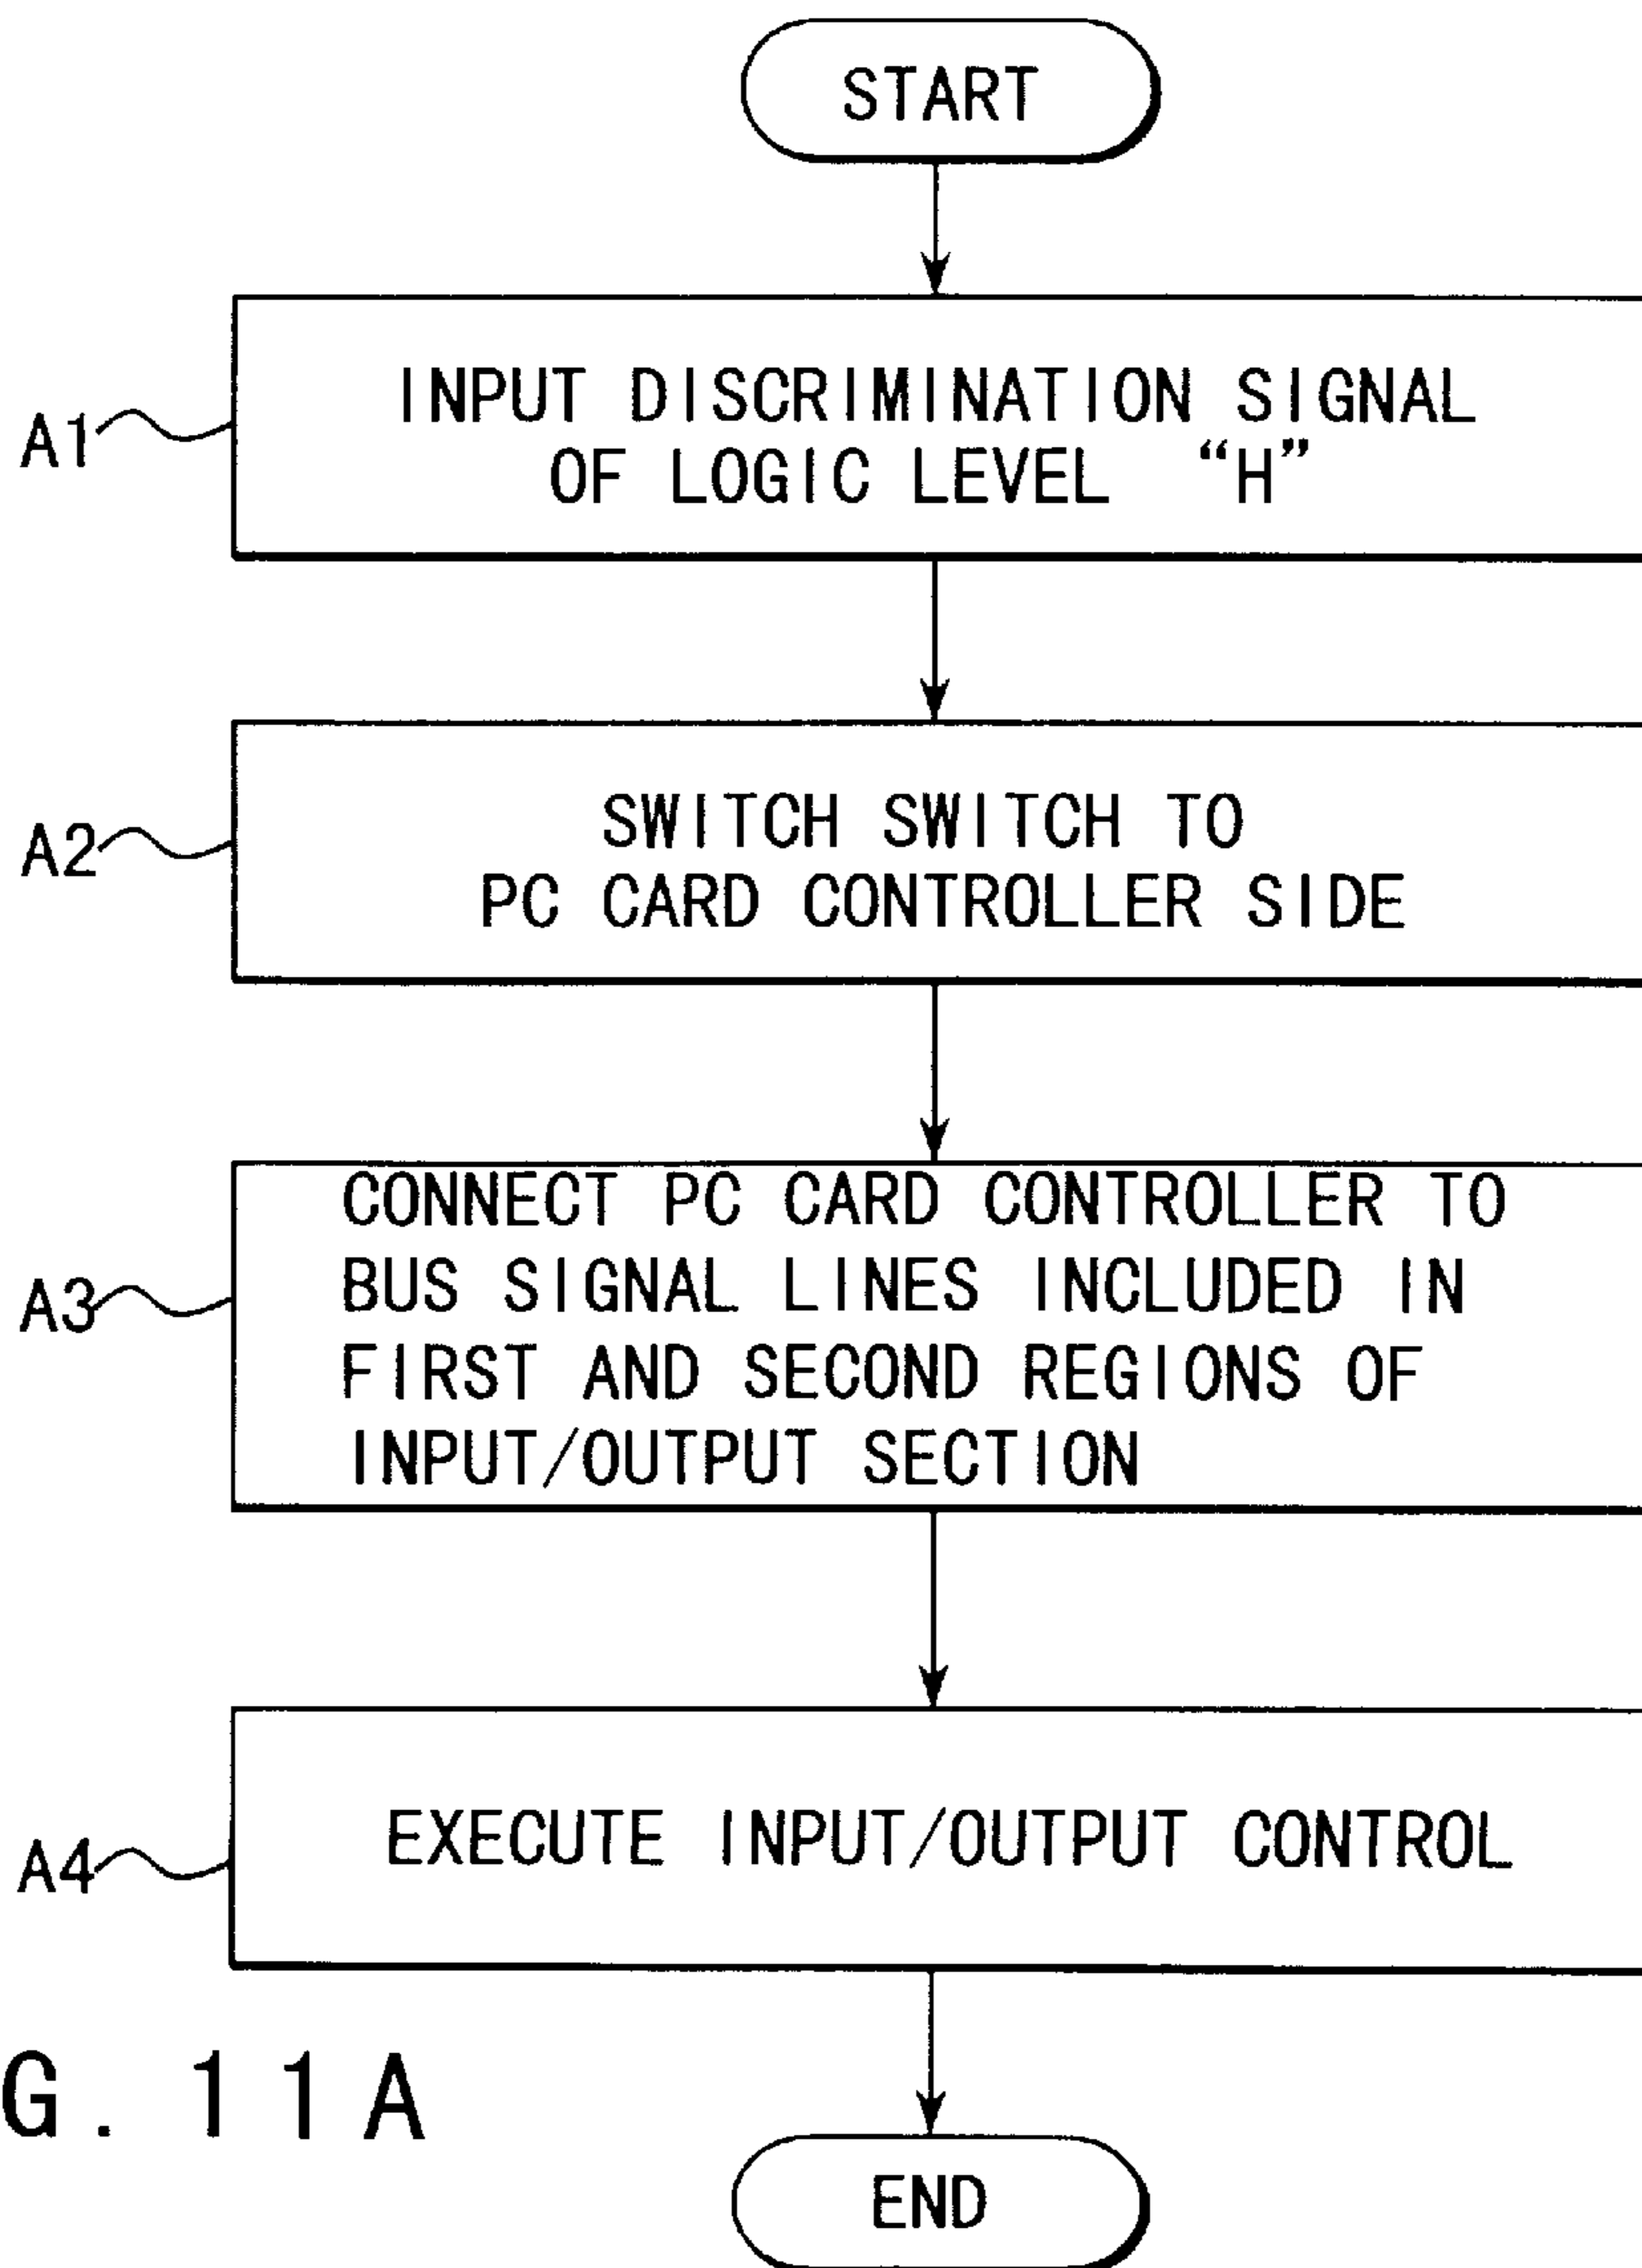 START
A1
INPUT DISCRIMINATION SIGNAL
OF LOGIC LEVEL “H”
A2
SWITCH SWITCH TO
PC CARD CONTROLLER SIDE
A3
CONNECT PC CARD CONTROLLER TO
BUS SIGNAL LINES INCLUDED IN
FIRST AND SECOND REGIONS OF
INPUT/OUTPUT SECTION
A4
EXECUTE INPUT/OUTPUT CONTROL
G. 11A
END